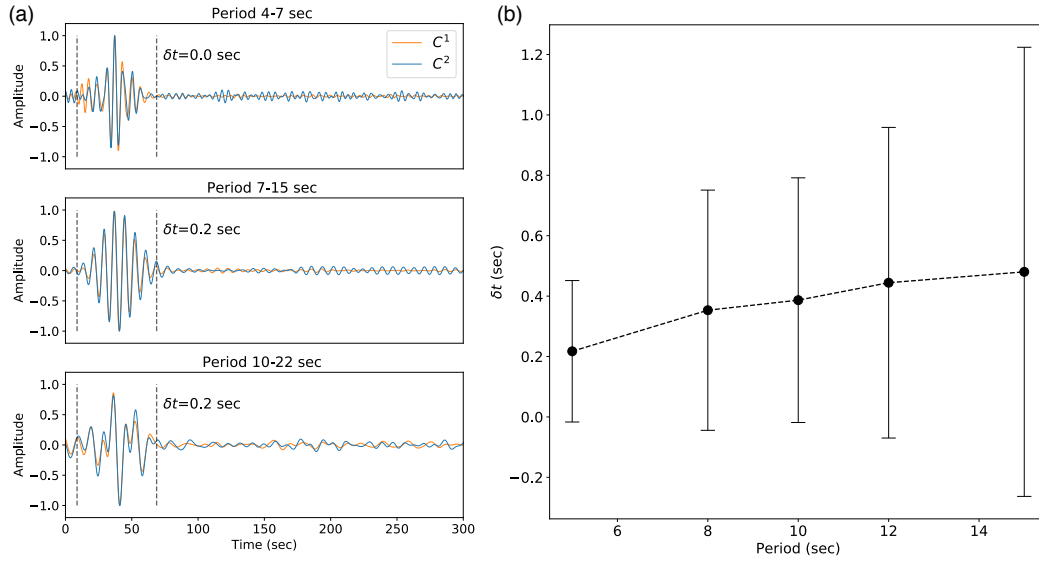 (a)
Period 4-7 sec
1.0
0.5
0.0
−0.5
−1.0
Amplitude
δt=0.0 sec
C¹
C²
Period 7-15 sec
1.0
0.5
0.0
−0.5
−1.0
Amplitude
δt=0.2 sec
Period 10-22 sec
1.0
0.5
0.0
−0.5
−1.0
Amplitude
δt=0.2 sec
0 50 100 150 200 250 300
Time (sec)
(b)
1.2
1.0
0.8
0.6
0.4
0.2
0.0
−0.2
δt (sec)
6 8 10 12 14
Period (sec)